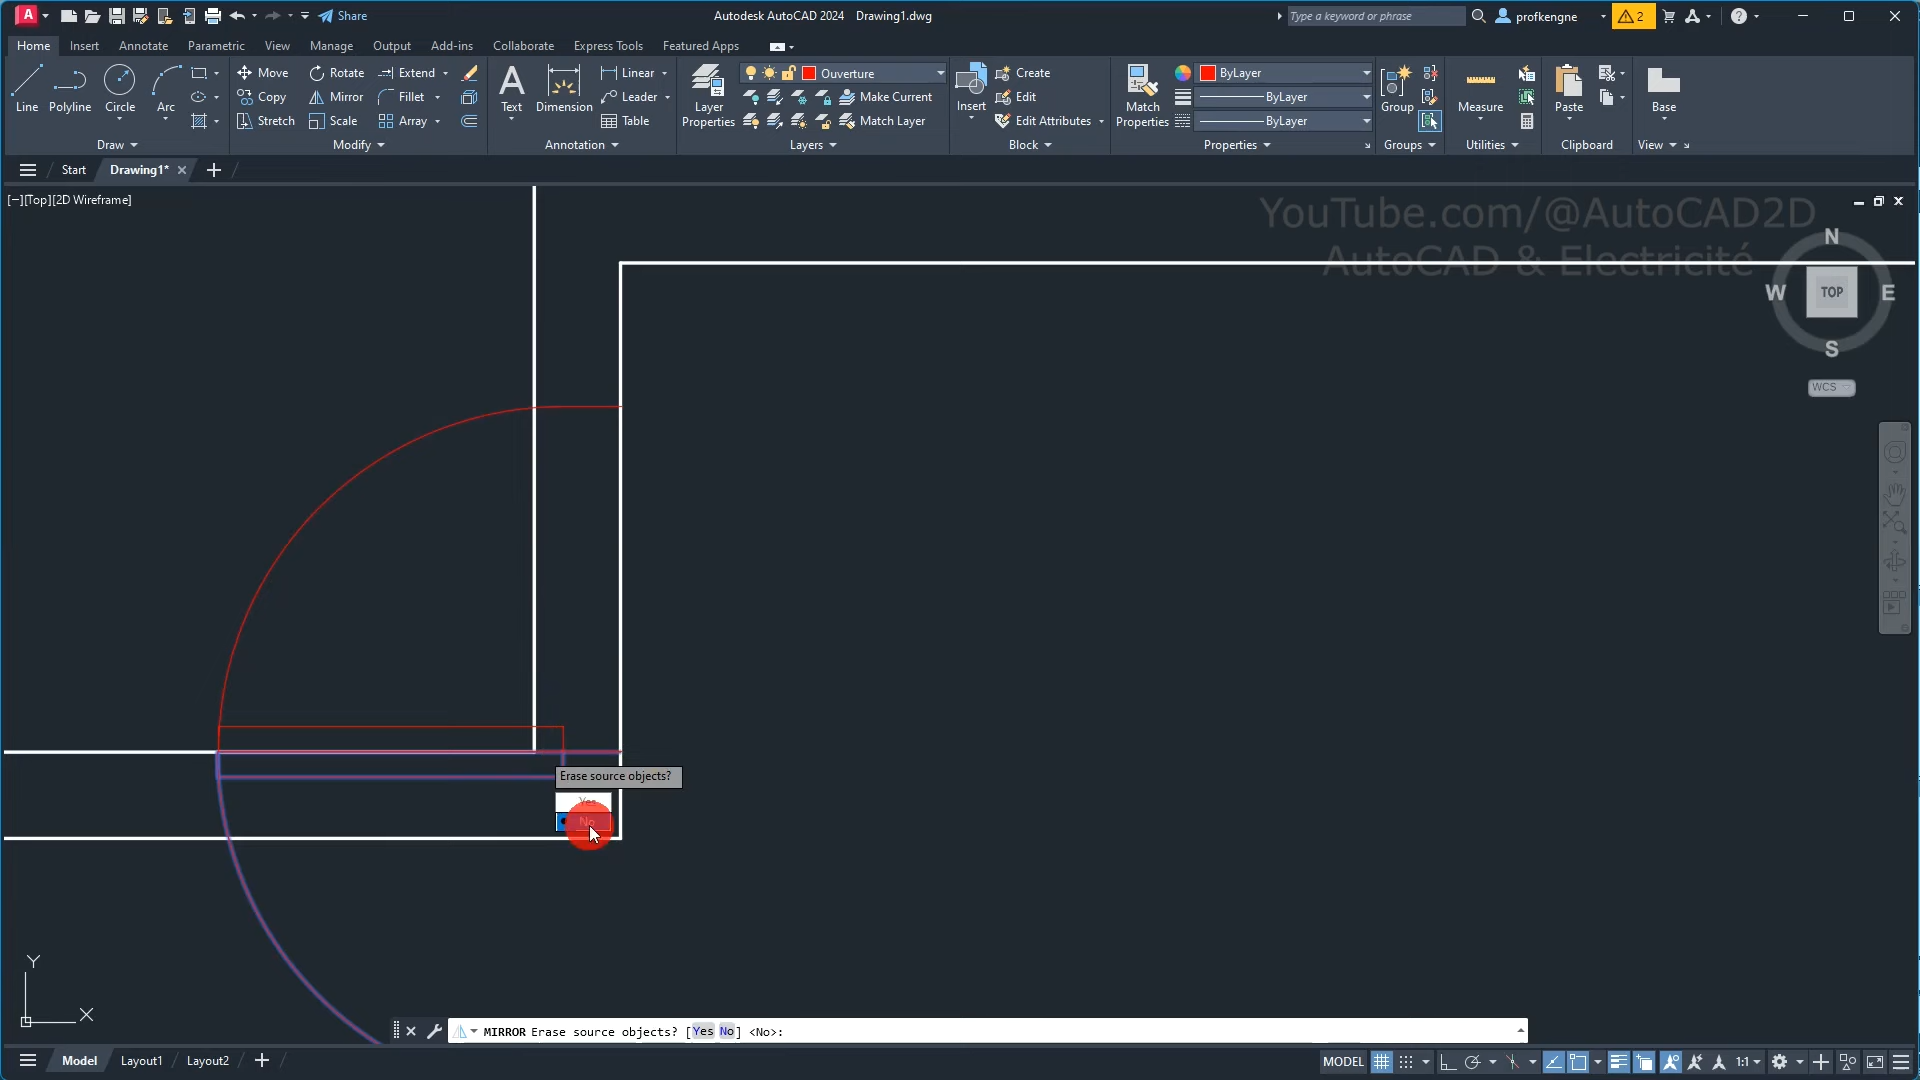 Share
Autodesk AutoCAD 2024 Drawing1.dwg
Type a keyword or phrase
profkengne
2
Home Insert Annotate Parametric View Manage Output Add-ins Collaborate Express Tools Featured Apps
Line Polyline Circle Arc
Move Rotate Extend
Copy Mirror Fillet
Stretch Scale Array
Text Dimension
Linear
Leader
Table
Layer Properties
Ouverture
Make Current
Match Layer
Insert
Create
Edit
Edit Attributes
Match Properties
ByLayer
ByLayer
ByLayer
Group
Measure
Paste
Base
Draw Modify Annotation Layers Block Properties Groups Utilities Clipboard View
Start Drawing1*
[−][Top][2D Wireframe]
YouTube.com/@AutoCAD2D
AutoCAD & Electricité
N
W TOP E
S
WCS
Erase source objects?
Yes
No
Y
X
MIRROR Erase source objects? [Yes No] <No>:
Model Layout1 Layout2
MODEL
1:1